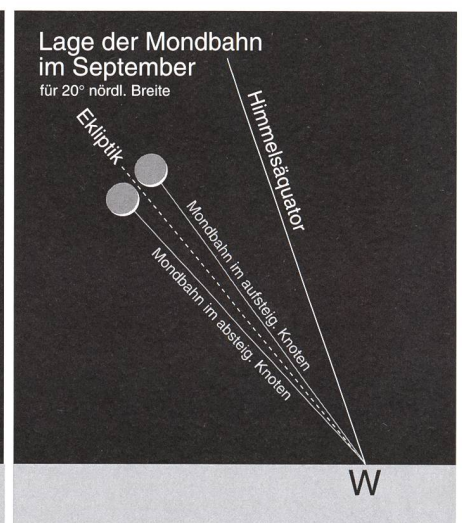 Lage der Mondbahn
im September
für 20° nördl. Breite
Ekliptik
Himmelsäquator
Mondbahn im aufsteig. Knoten
Mondbahn im absteig. Knoten
W